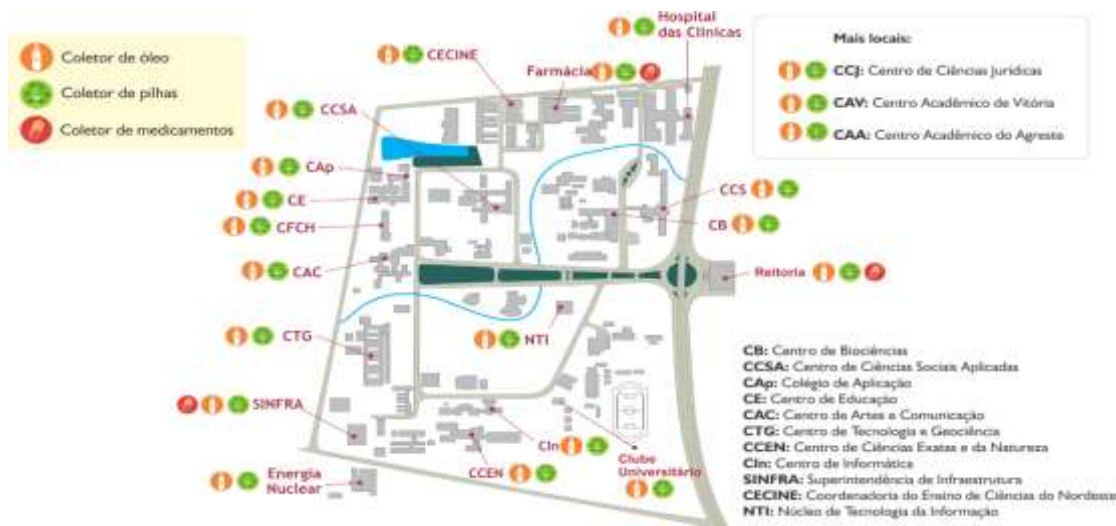 Coletor de óleo
Coletor de pilhas
Coletor de medicamentos
Hospital
das Clínicas
CECINE
Farmácia
CCSA
CAp
CE
CFCH
CAC
CTG
SINFRA
Energia
Nuclear
CCS
CB
Reitoria
NTI
CIn
CCEN
Clube
Universitário
Mais locais:
CCJ: Centro de Ciências Jurídicas
CAV: Centro Acadêmico de Vitória
CAA: Centro Acadêmico do Agreste
CB: Centro de Biociências
CCSA: Centro de Ciências Sociais Aplicadas
CAp: Colégio de Aplicação
CE: Centro de Educação
CAC: Centro de Artes e Comunicação
CTG: Centro de Tecnologia e Geociência
CCEN: Centro de Ciências Exatas e da Natureza
CIn: Centro de Informática
SINFRA: Superintendência de Infraestrutura
CECINE: Coordenadoria do Ensino de Ciências do Nordeste
NTI: Núcleo de Tecnologia da Informação